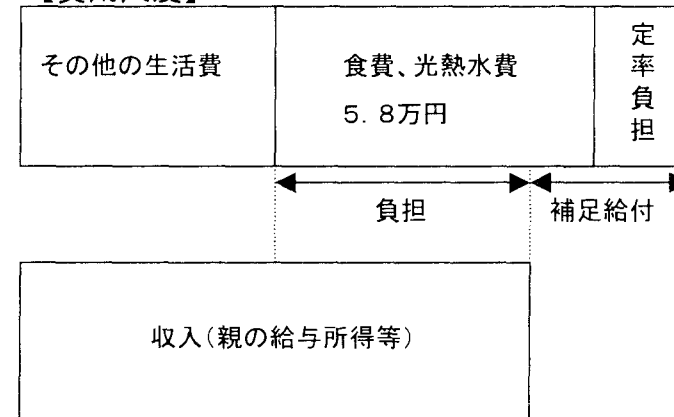 その他の生活費
食費、光熱水費
5.8万円
定率負担
負担
補足給付
収入(親の給与所得等)